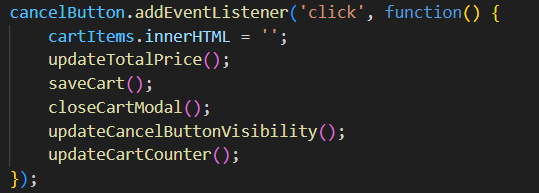 cancelButton.addEventListener('click', function() {
    cartItems.innerHTML = '';
    updateTotalPrice();
    saveCart();
    closeCartModal();
    updateCancelButtonVisibility();
    updateCartCounter();
});